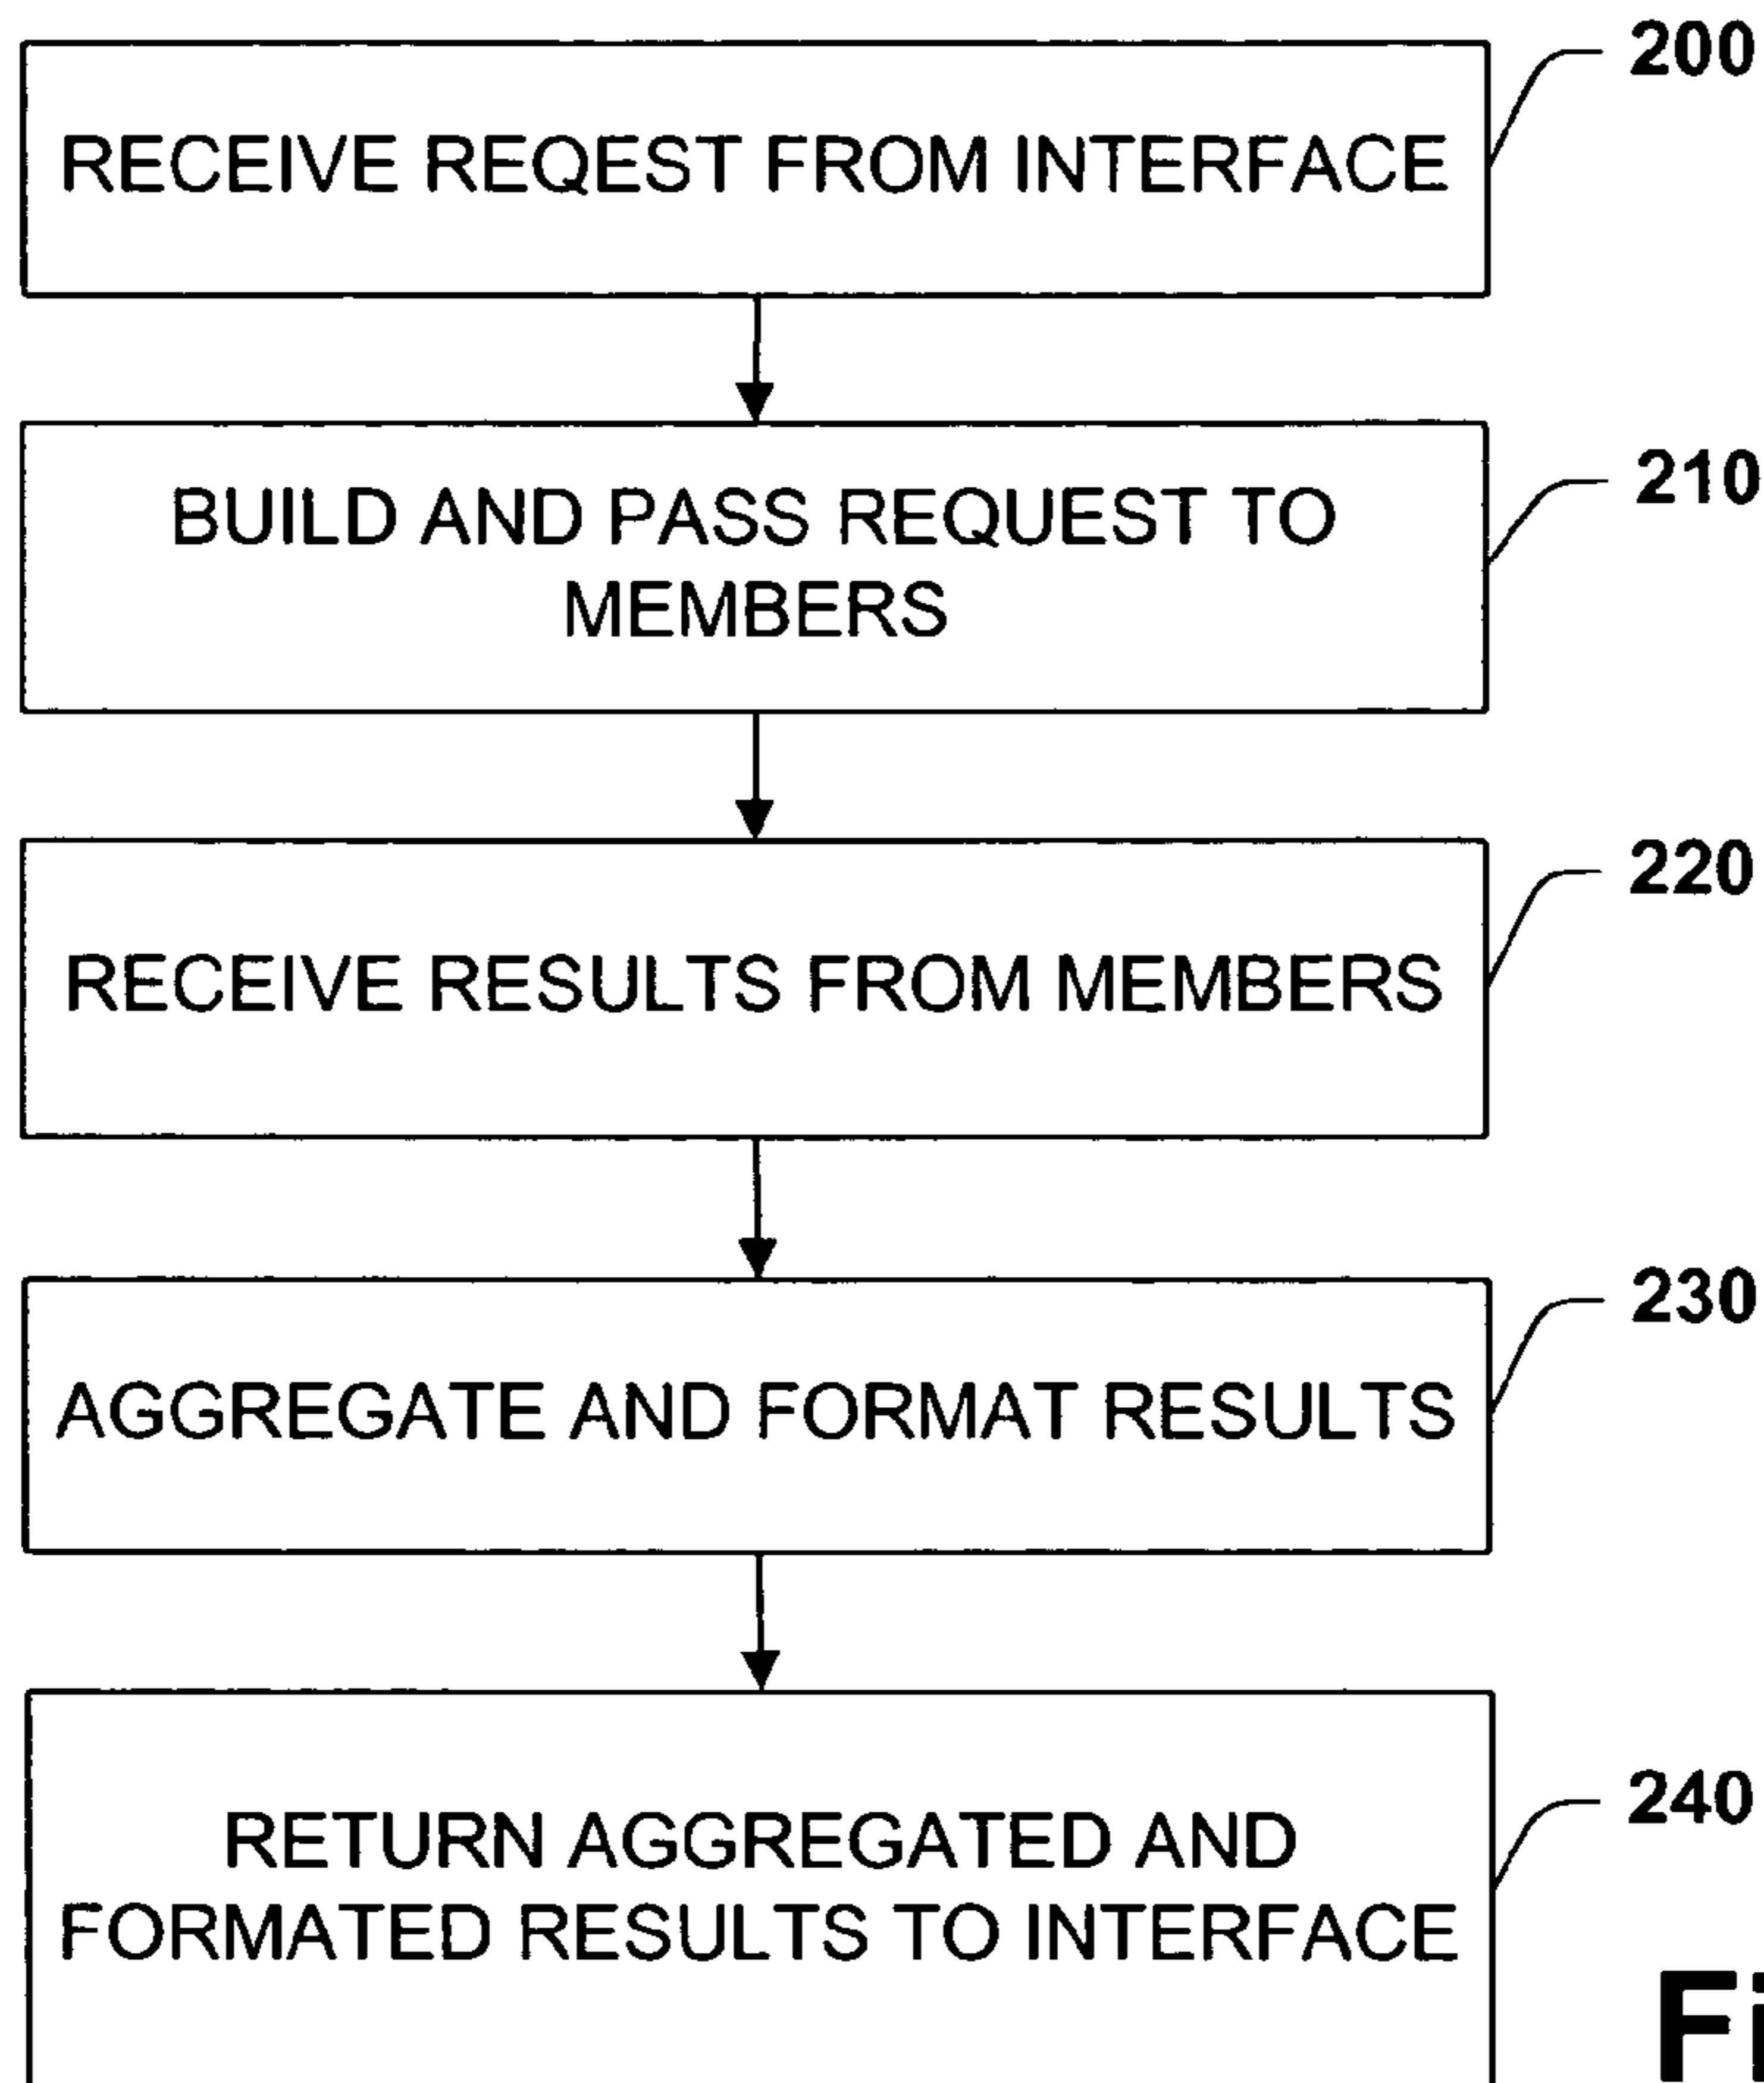 200
RECEIVE REQEST FROM INTERFACE
210
BUILD AND PASS REQUEST TO
MEMBERS
220
RECEIVE RESULTS FROM MEMBERS
230
AGGREGATE AND FORMAT RESULTS
240
RETURN AGGREGATED AND
FORMATED RESULTS TO INTERFACE